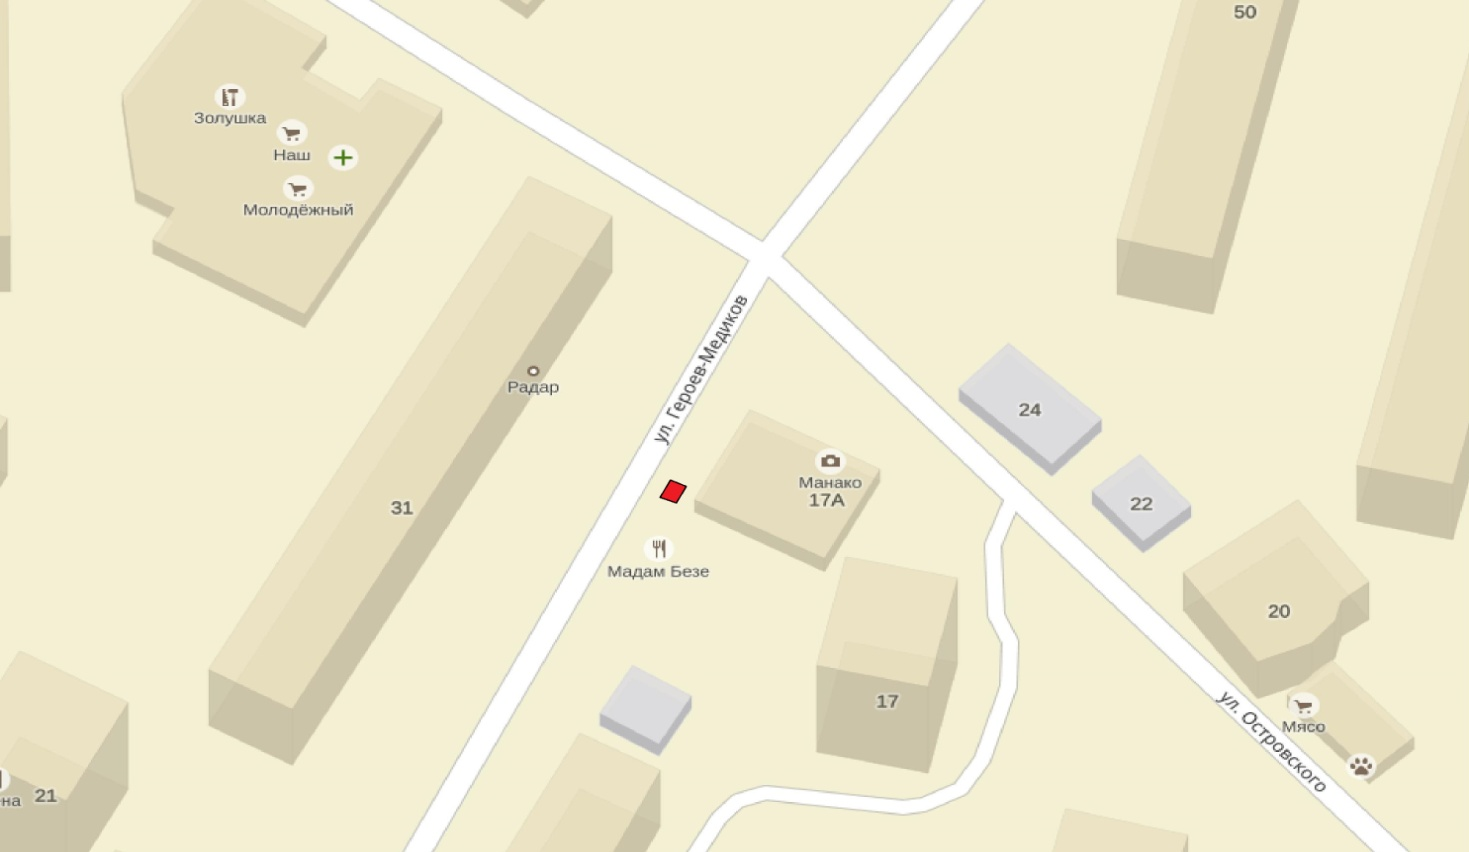 50
Золушка
Наш
Молодёжный
ул. Героев-Медиков
Радар
24
Манако
17А
22
31
Мадам Безе
20
17
ул. Островского
Мясо
на
21